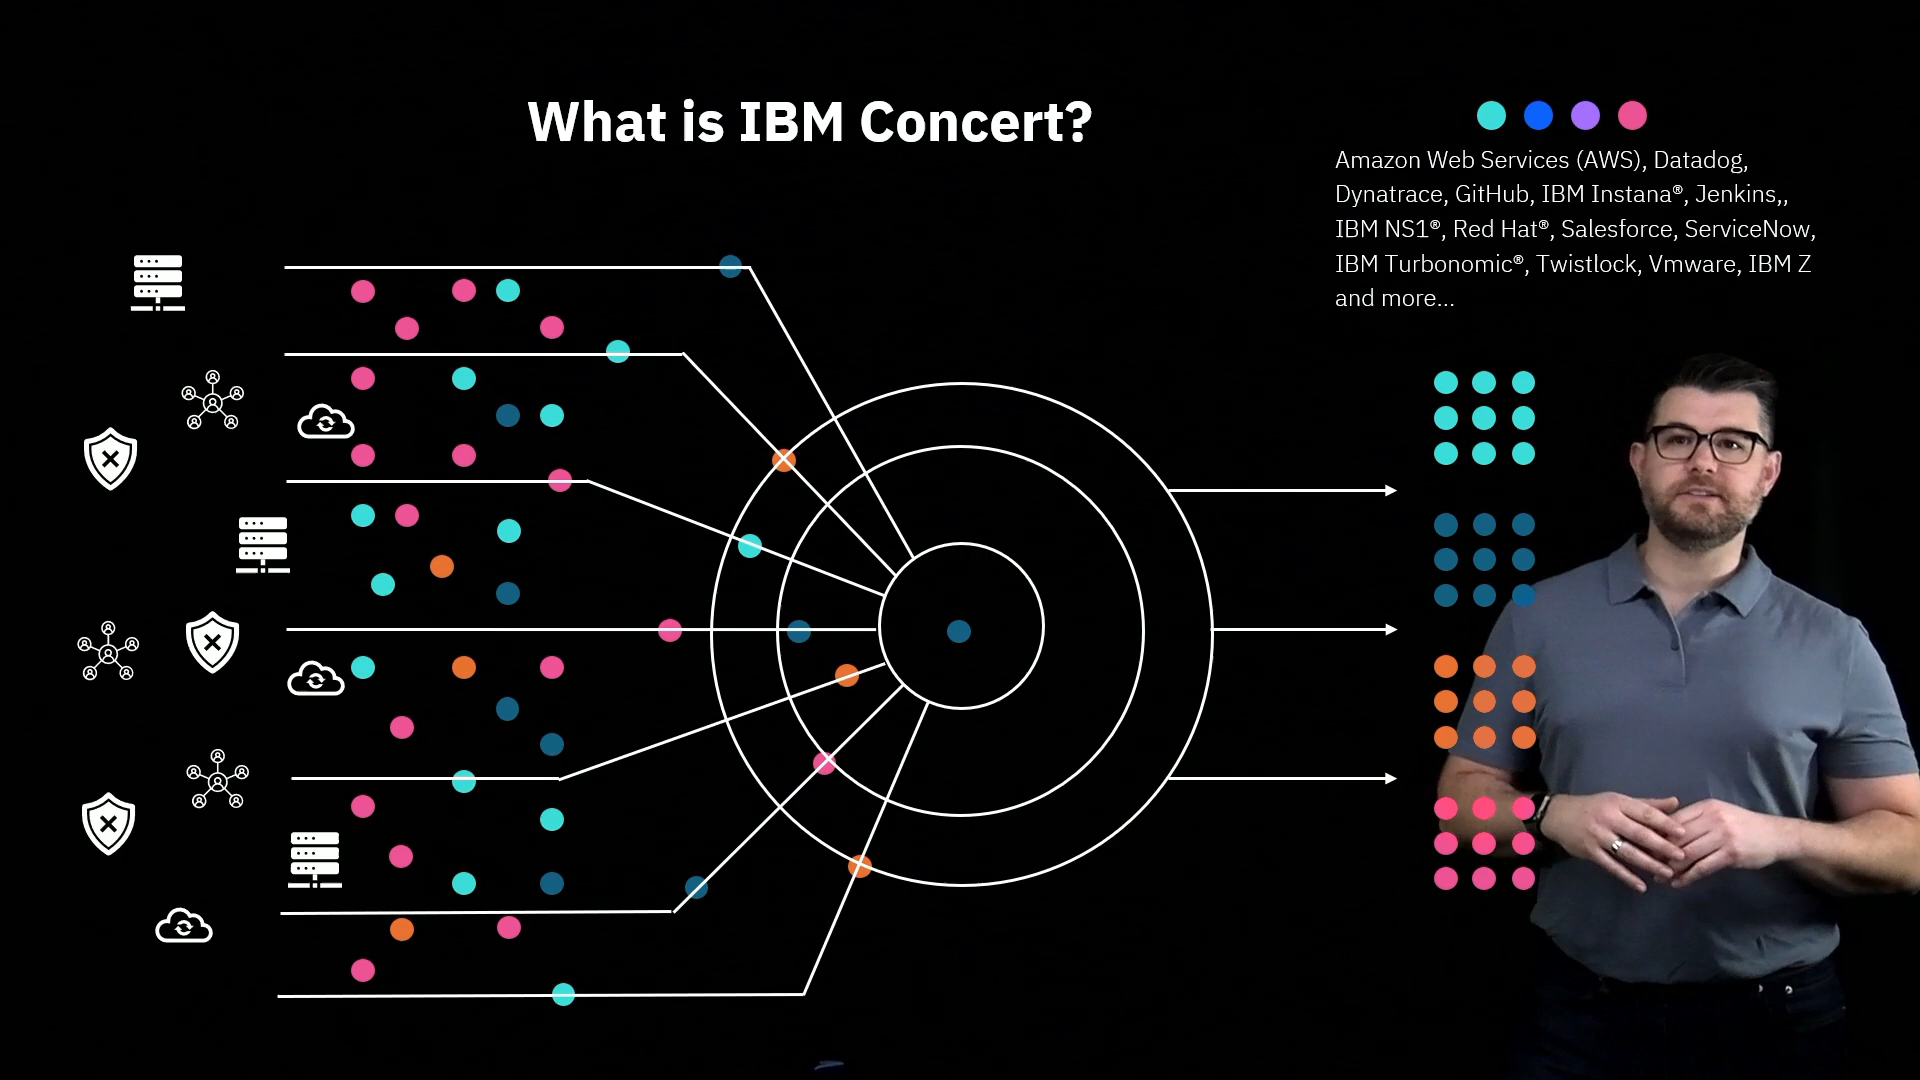 What is IBM Concert?
Amazon Web Services (AWS), Datadog,
Dynatrace, GitHub, IBM Instana®, Jenkins,,
IBM NS1®, Red Hat®, Salesforce, ServiceNow,
IBM Turbonomic®, Twistlock, Vmware, IBM Z
and more...